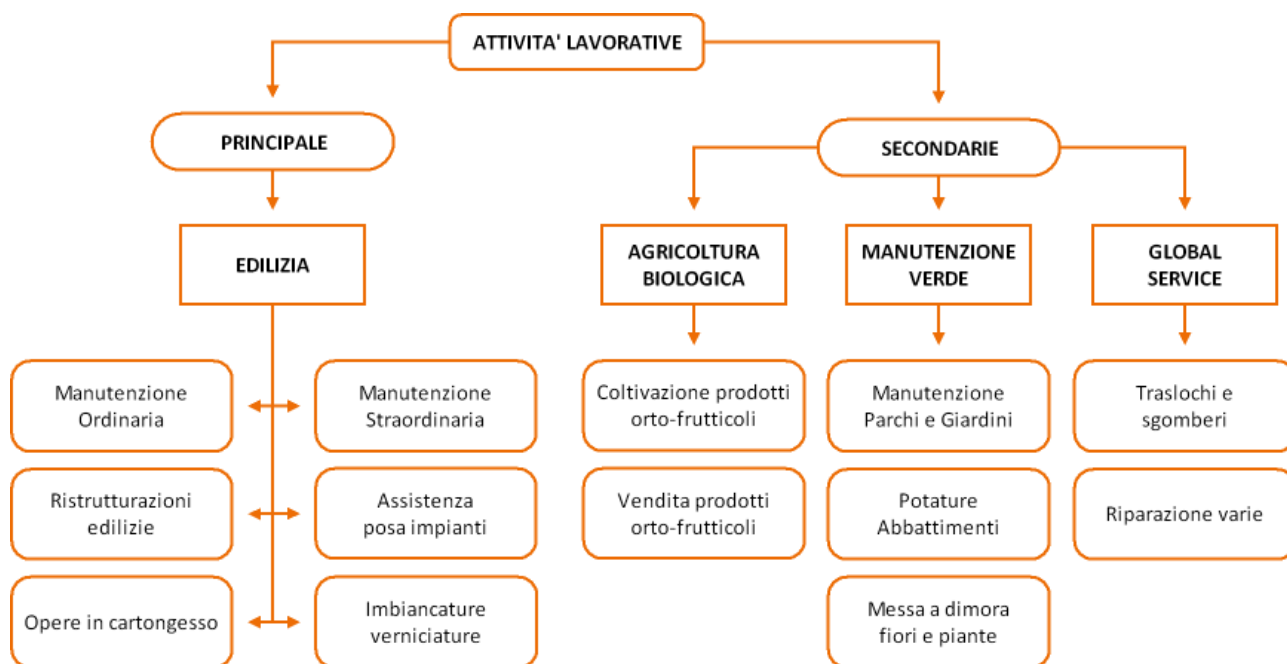 ATTIVITA' LAVORATIVE
PRINCIPALE
SECONDARIE
EDILIZIA
AGRICOLTURA
BIOLOGICA
MANUTENZIONE
VERDE
GLOBAL
SERVICE
Manutenzione
Ordinaria
Manutenzione
Straordinaria
Coltivazione prodotti
orto-frutticoli
Manutenzione
Parchi e Giardini
Traslochi e
sgomberi
Ristrutturazioni
edilizie
Assistenza
posa impianti
Vendita prodotti
orto-frutticoli
Potature
Abbattimenti
Riparazione varie
Opere in cartongesso
Imbiancature
verniciature
Messa a dimora
fiori e piante